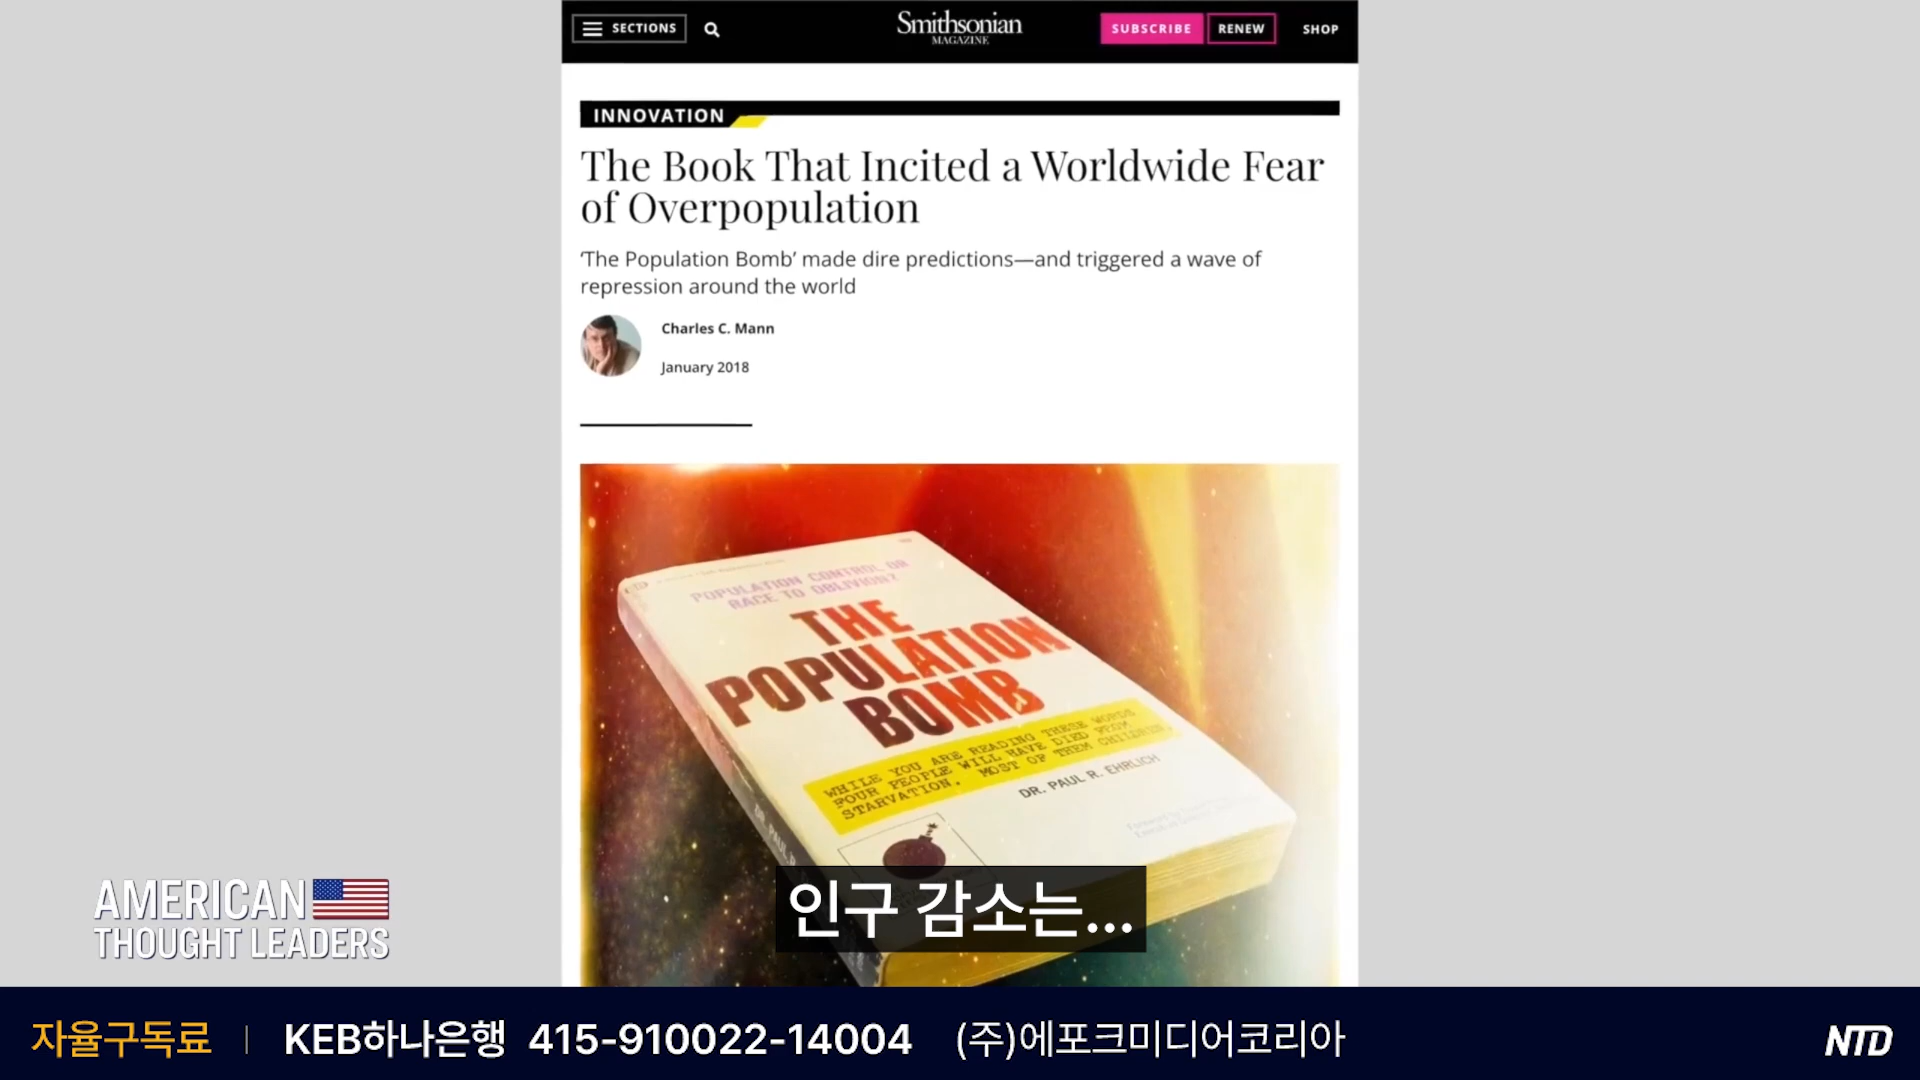 SECTIONS
Smithsonian
MAGAZINE
SUBSCRIBE
RENEW
SHOP
INNOVATION
The Book That Incited a Worldwide Fear
of Overpopulation
‘The Population Bomb’ made dire predictions—and triggered a wave of
repression around the world
Charles C. Mann
January 2018
POPULATION CONTROL OR
RACE TO OBLIVION?
THE
POPULATION
BOMB
WHILE YOU ARE READING THESE WORDS
FOUR PEOPLE WILL HAVE DIED FROM
STARVATION. MOST OF THEM CHILDREN.
DR. PAUL R. EHRLICH
인구 감소는...
AMERICAN
THOUGHT LEADERS
자율구독료
KEB하나은행 415-910022-14004 (주)에포크미디어코리아
NTD